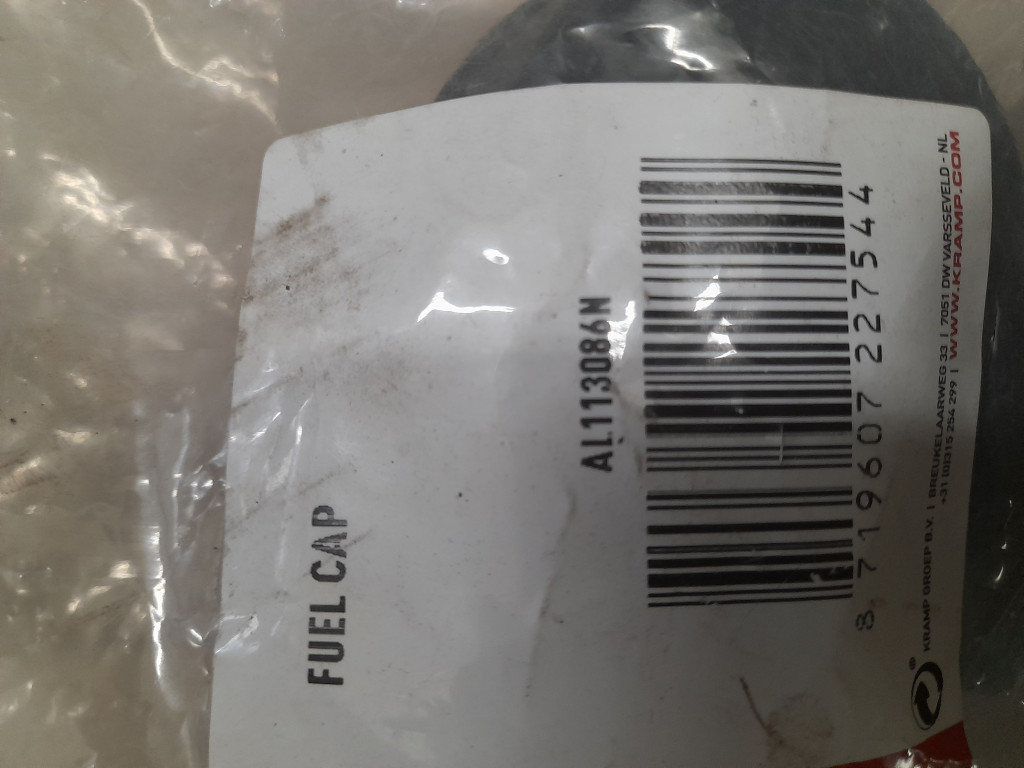 FUEL CAP
AL113086N
8 719607 227544
KRAMP GROEP B.V. | BREUKELAARWEG 33 | 7051 DW VARSSEVELD - NL
+31 (0)315 254 299 | WWW.KRAMP.COM